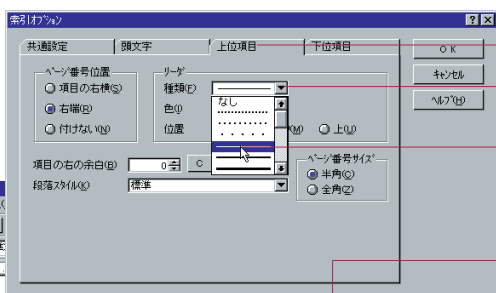 索引ｵﾌﾟｼｮﾝ
共通設定 頭文字 上位項目 下位項目
ＯＫ
ｷｬﾝｾﾙ
ﾍﾙﾌﾟ(H)
ﾍﾟｰｼﾞ番号位置
項目の右横(S)
右端(R)
付けない(N)
ﾘｰﾀﾞ
種類(F)
なし
色(I)
位置 (M) 上(U)
項目の右の余白(B) 0 C
段落ｽﾀｲﾙ(K) 標準
ﾍﾟｰｼﾞ番号ｻｲｽﾞ
半角(C)
全角(Z)